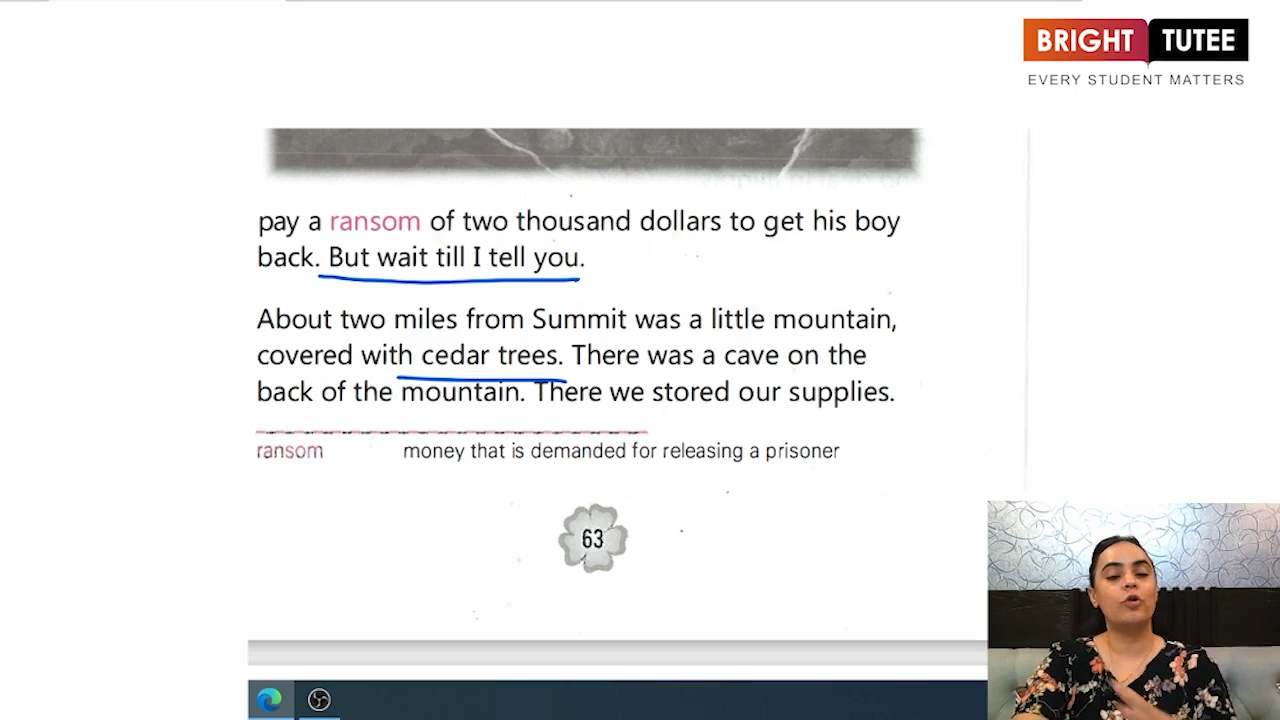 BRIGHT TUTEE
EVERY STUDENT MATTERS
pay a ransom of two thousand dollars to get his boy
back. But wait till I tell you.
About two miles from Summit was a little mountain,
covered with cedar trees. There was a cave on the
back of the mountain. There we stored our supplies.
ransom money that is demanded for releasing a prisoner
63